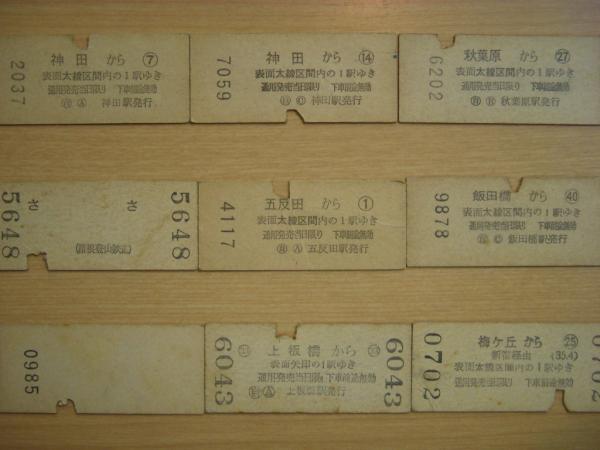 神田 から ⑦
表面太線区間内の1駅ゆき
通用発売当日限り 下車前途無効
Ⓐ 神田駅発行
2037
神田 から ⑭
表面太線区間内の1駅ゆき
通用発売当日限り 下車前途無効
Ⓒ 神田駅発行
7059
秋葉原 から ㉗
表面太線区間内の1駅ゆき
通用発売当日限り 下車前途無効
秋葉原駅発行
6202
5648
さ さ
(箱根登山鉄道)
5648
五反田 から ①
表面太線区間内の1駅ゆき
通用発売当日限り 下車前途無効
Ⓐ 五反田駅発行
4117
飯田橋 から ㊵
表面太線区間内の1駅ゆき
通用発売当日限り 下車前途無効
Ⓒ 飯田橋駅発行
9878
0985
6043
上板橋から
表面矢印の1駅ゆき
通用発売当日限り 下車前途無効
上板橋駅発行
6043
0702
梅ケ丘 から ㉕
新宿経由 (35.4)
表面太線区間内の1駅ゆき
通用発売当日限り 下車前途無効
0702